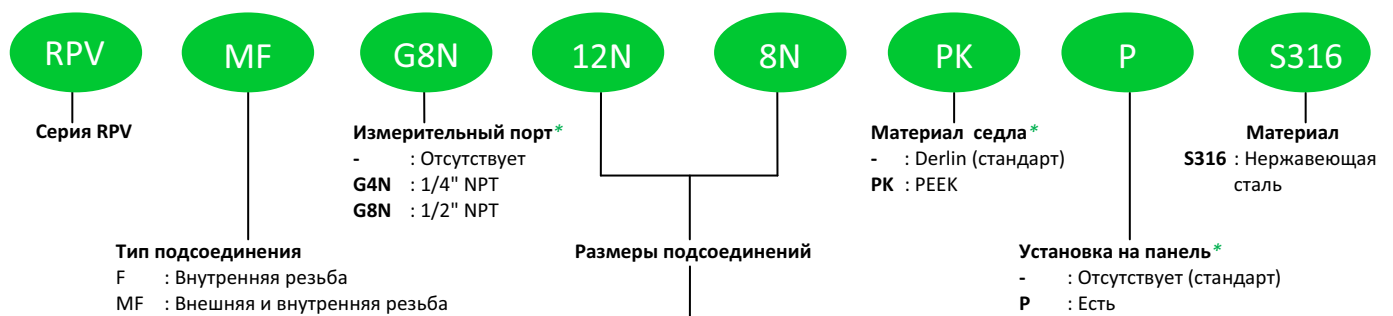 RPV MF G8N 12N 8N PK P S316
Серия RPV
Измерительный порт*
- : Отсутствует
G4N : 1/4" NPT
G8N : 1/2" NPT
Материал седла*
- : Derlin (стандарт)
PK : PEEK
Материал
S316 : Нержавеющая
сталь
Тип подсоединения
F : Внутренняя резьба
MF : Внешняя и внутренняя резьба
Размеры подсоединений
Установка на панель*
- : Отсутствует (стандарт)
P : Есть